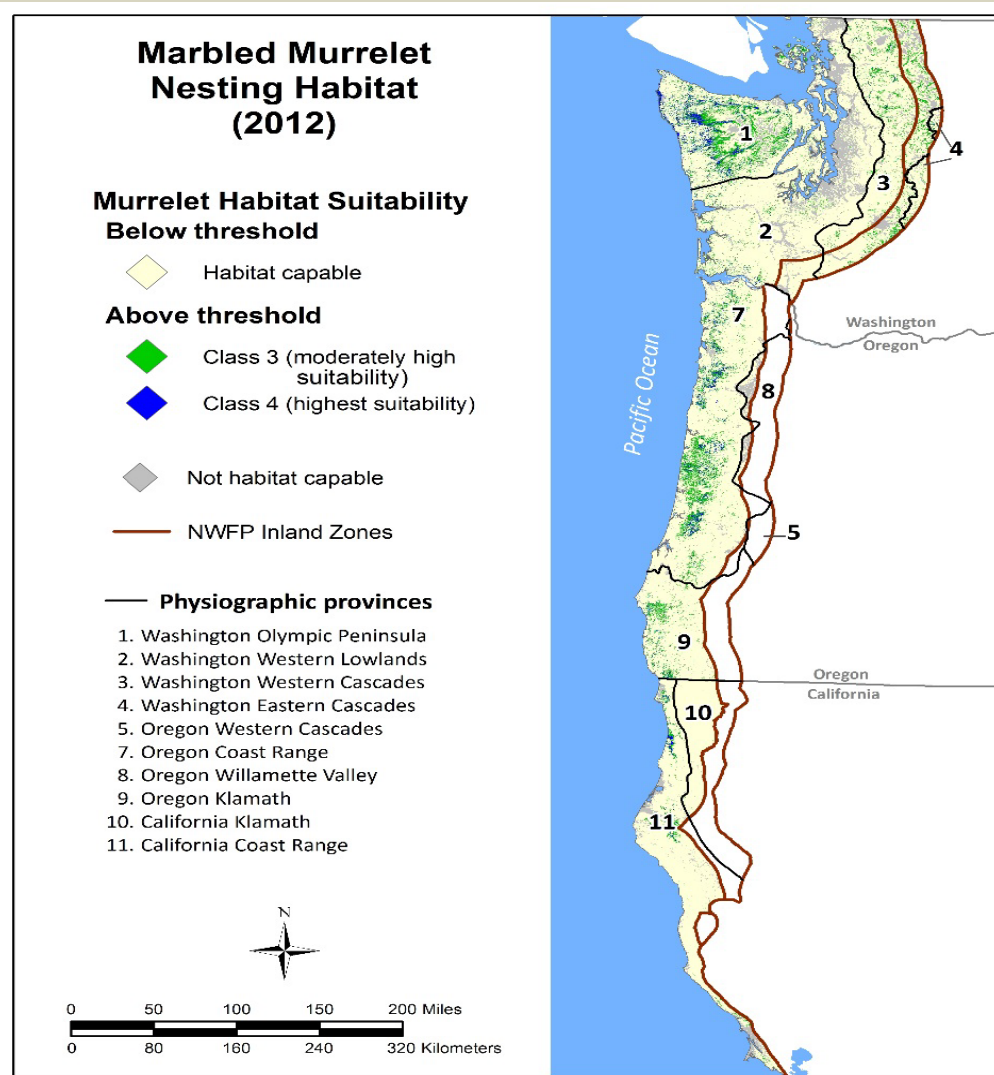 Marbled Murrelet
Nesting Habitat
(2012)
Murrelet Habitat Suitability
Below threshold
Habitat capable
Above threshold
Class 3 (moderately high
suitability)
Class 4 (highest suitability)
Not habitat capable
NWFP Inland Zones
Physiographic provinces
1. Washington Olympic Peninsula
2. Washington Western Lowlands
3. Washington Western Cascades
4. Washington Eastern Cascades
5. Oregon Western Cascades
7. Oregon Coast Range
8. Oregon Willamette Valley
9. Oregon Klamath
10. California Klamath
11. California Coast Range
N
0 50 100 150 200 Miles
0 80 160 240 320 Kilometers
1
4
3
2
7
Washington
Oregon
Pacific Ocean
8
5
9
Oregon
California
10
11